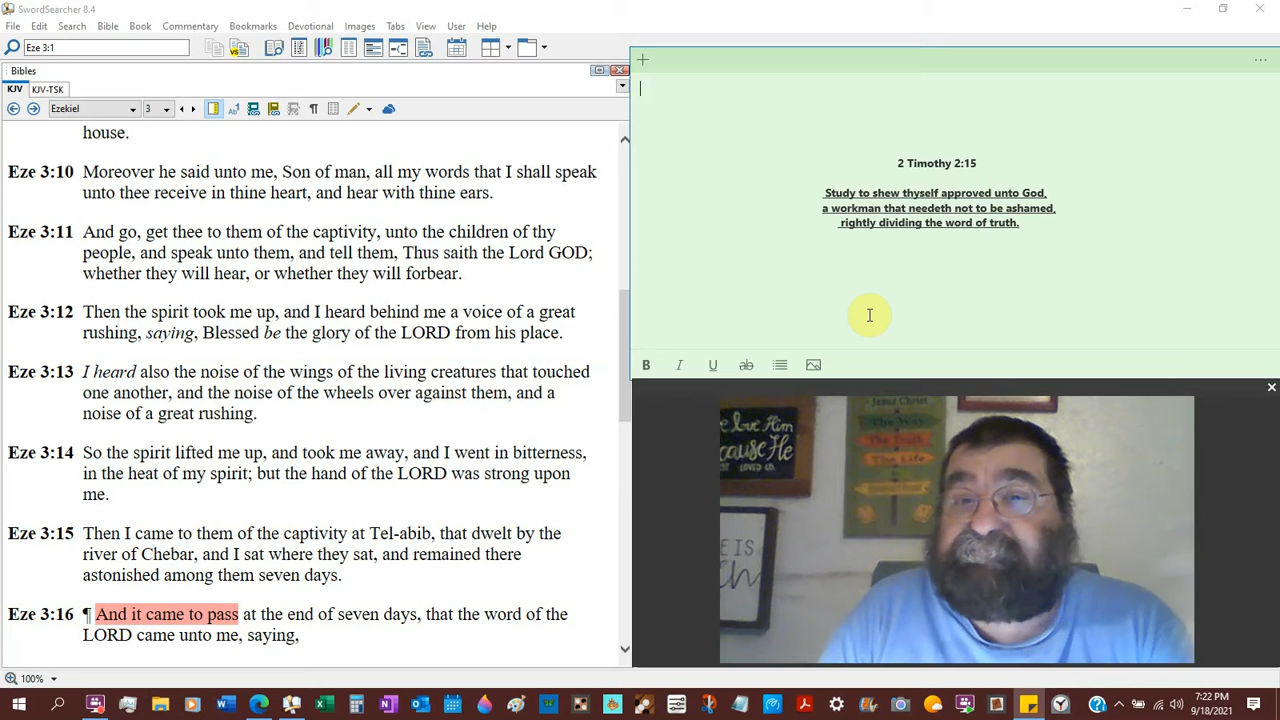 SwordSearcher 8.4
File Edit Search Bible Book Commentary Bookmarks Devotional Images Tabs View User Help
Eze 3:1
Bibles
KJV KJV-TSK
Ezekiel 3
house.
Eze 3:10 Moreover he said unto me, Son of man, all my words that I shall speak
unto thee receive in thine heart, and hear with thine ears.
Eze 3:11 And go, get thee to them of the captivity, unto the children of thy
people, and speak unto them, and tell them, Thus saith the Lord GOD;
whether they will hear, or whether they will forbear.
Eze 3:12 Then the spirit took me up, and I heard behind me a voice of a great
rushing, saying, Blessed be the glory of the LORD from his place.
Eze 3:13 I heard also the noise of the wings of the living creatures that touched
one another, and the noise of the wheels over against them, and a
noise of a great rushing.
Eze 3:14 So the spirit lifted me up, and took me away, and I went in bitterness,
in the heat of my spirit; but the hand of the LORD was strong upon
me.
Eze 3:15 Then I came to them of the captivity at Tel-abib, that dwelt by the
river of Chebar, and I sat where they sat, and remained there
astonished among them seven days.
Eze 3:16 ¶ And it came to pass at the end of seven days, that the word of the
LORD came unto me, saying,
100%
2 Timothy 2:15
Study to shew thyself approved unto God,
a workman that needeth not to be ashamed,
rightly dividing the word of truth.
B I U ab
love Him
cause He
LOVED US.
Jesus Christ
The Way
The Truth
The Life
7:22 PM
9/18/2021